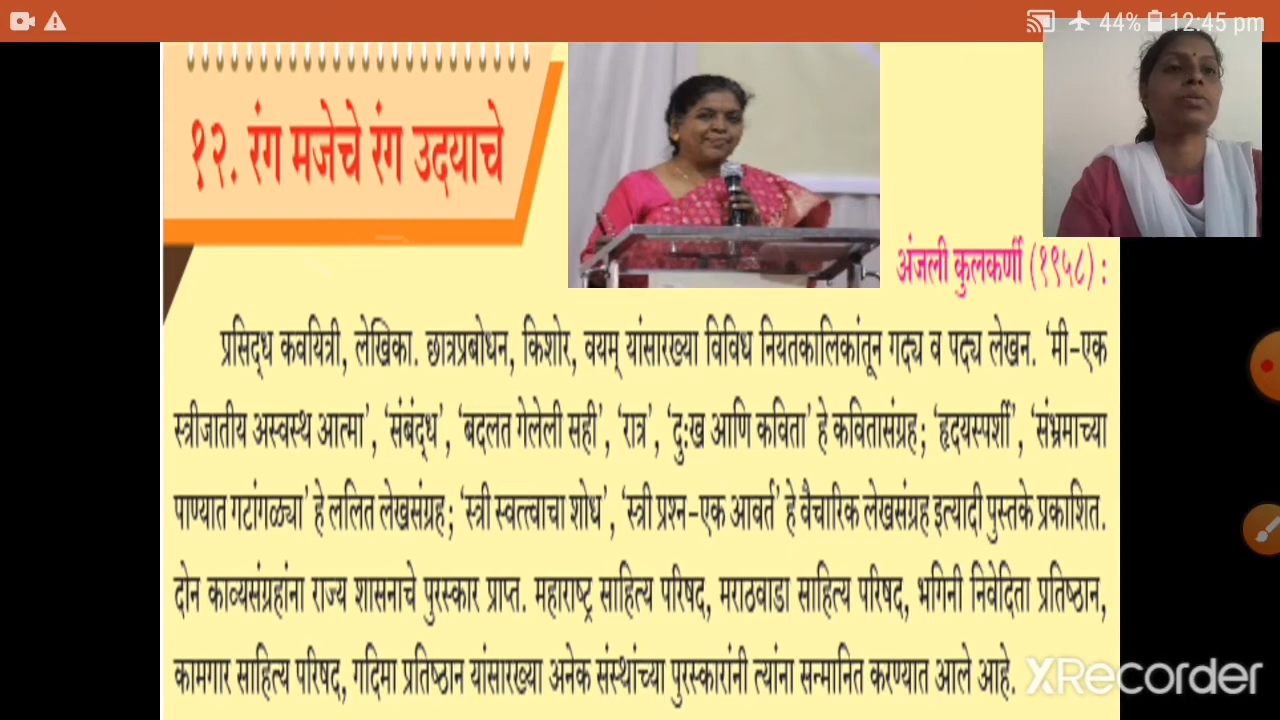 44% 12:45 pm
१२. रंग मजेचे रंग उदयाचे
अंजली कुलकर्णी (१९५८) :
प्रसिद्ध कवयित्री, लेखिका. छात्रप्रबोधन, किशोर, वयम् यांसारख्या विविध नियतकालिकांतून गद्य व पद्य लेखन. ‘मी-एक
स्त्रीजातीय अस्वस्थ आत्मा’, ‘संबंद्ध’, ‘बदलत गेलेली सही’, ‘रात्र’, ‘दुःख आणि कविता’ हे कवितासंग्रह; ‘हृदयस्पर्शी’, ‘संभ्रमाच्या
पाण्यात गटांगळ्या’ हे ललित लेखसंग्रह; ‘स्त्री स्वत्त्वाचा शोध’, ‘स्त्री प्रश्न-एक आवर्त’ हे वैचारिक लेखसंग्रह इत्यादी पुस्तके प्रकाशित.
दोन काव्यसंग्रहांना राज्य शासनाचे पुरस्कार प्राप्त. महाराष्ट्र साहित्य परिषद, मराठवाडा साहित्य परिषद, भगिनी निवेदिता प्रतिष्ठान,
कामगार साहित्य परिषद, गदिमा प्रतिष्ठान यांसारख्या अनेक संस्थांच्या पुरस्कारांनी त्यांना सन्मानित करण्यात आले आहे.
XRecorder